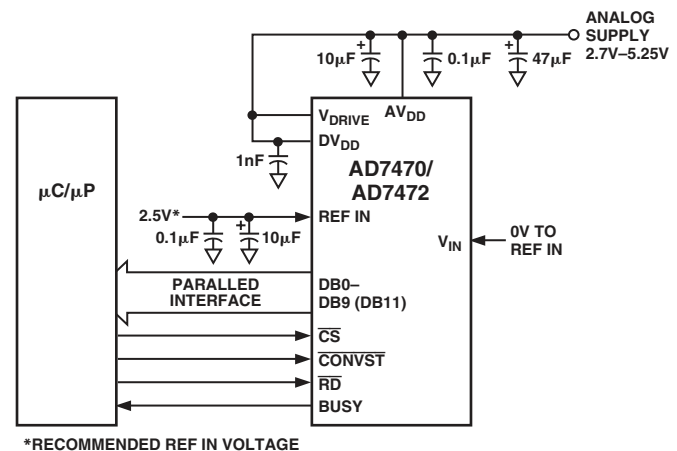 ANALOG
SUPPLY
2.7V–5.25V
10μF
0.1μF
47μF
VDRIVE
AVDD
DVDD
1nF
AD7470/
AD7472
μC/μP
2.5V*
REF IN
0.1μF
10μF
VIN
0V TO
REF IN
PARALLED
INTERFACE
DB0–
DB9 (DB11)
CS
CONVST
RD
BUSY
*RECOMMENDED REF IN VOLTAGE